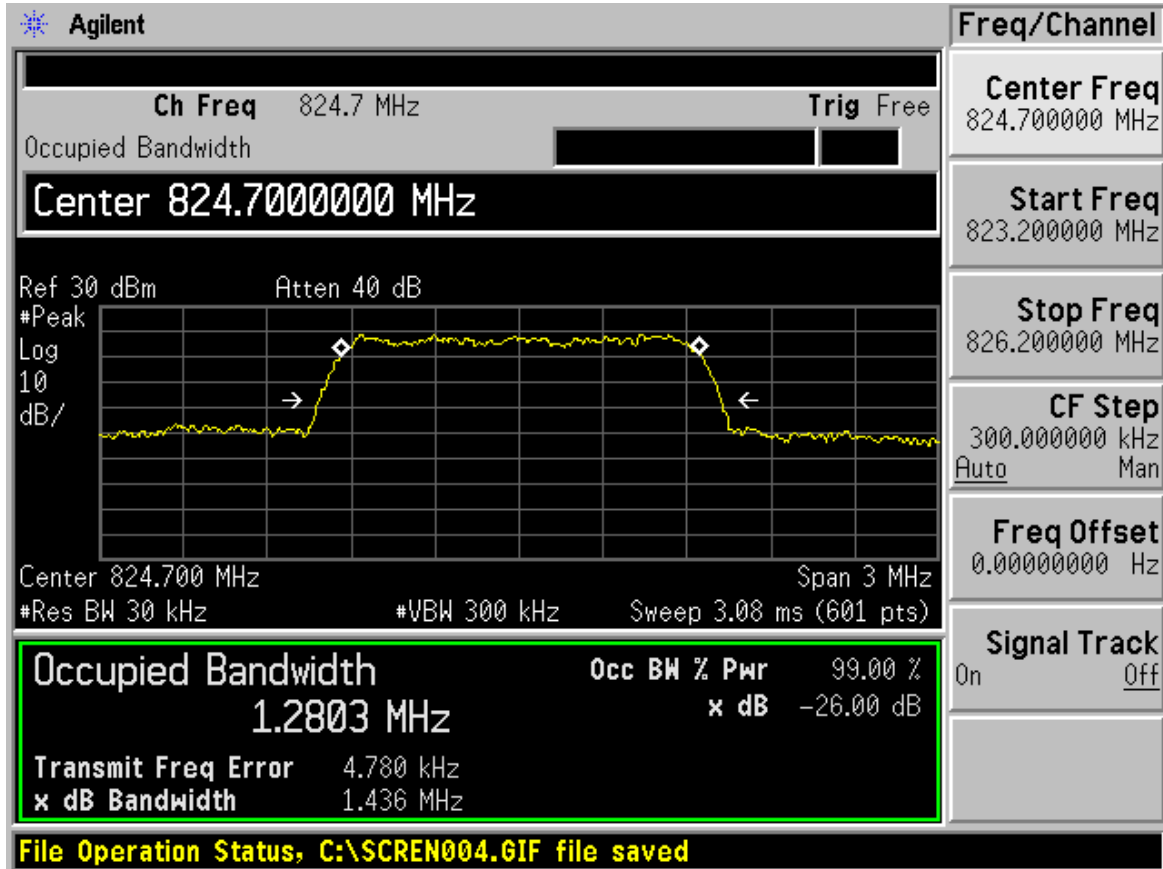 Agilent
Freq/Channel
Ch Freq 824.7 MHz Trig Free
Occupied Bandwidth
Center 824.7000000 MHz
Ref 30 dBm Atten 40 dB
#Peak
Log
10
dB/
Center 824.700 MHz Span 3 MHz
#Res BW 30 kHz #VBW 300 kHz Sweep 3.08 ms (601 pts)
Occupied Bandwidth
1.2803 MHz
Occ BW % Pwr 99.00 %
x dB -26.00 dB
Transmit Freq Error 4.780 kHz
x dB Bandwidth 1.436 MHz
File Operation Status, C:\SCREN004.GIF file saved
Center Freq
824.700000 MHz
Start Freq
823.200000 MHz
Stop Freq
826.200000 MHz
CF Step
300.000000 kHz
Auto Man
Freq Offset
0.00000000 Hz
Signal Track
On Off